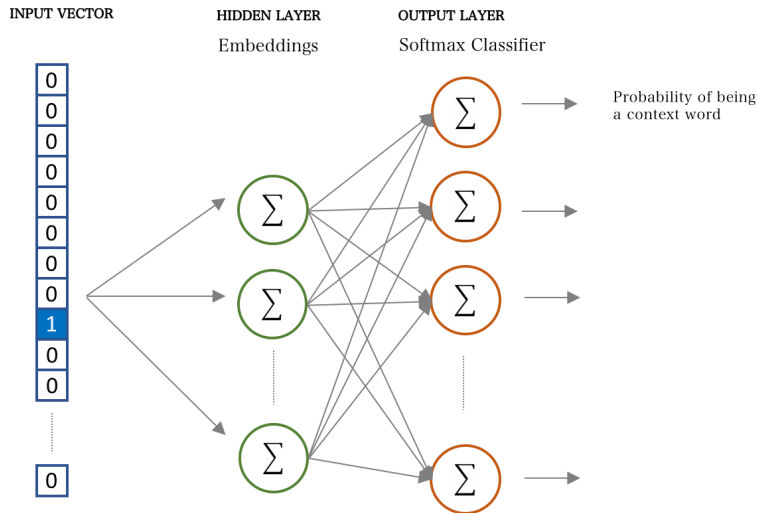 INPUT VECTOR
HIDDEN LAYER
OUTPUT LAYER
Embeddings
Softmax Classifier
0
0
0
0
0
0
0
0
1
0
0
0
∑
∑
∑
∑
∑
∑
∑
Probability of being
a context word